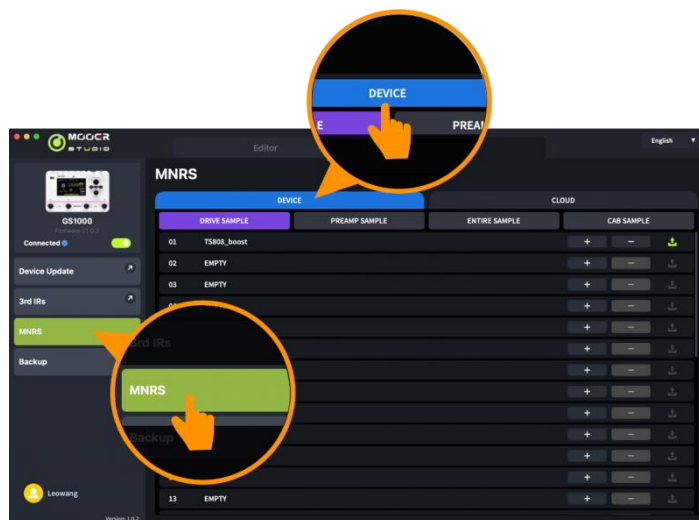 DEVICE
E
PREA
MOOER
STUDIO
Editor
English
MNRS
DEVICE
CLOUD
DRIVE SAMPLE
PREAMP SAMPLE
ENTIRE SAMPLE
CAB SAMPLE
GS1000
Firmware V1.0.1
Connected
01 TS808_boost
02 EMPTY
Device Update
03 EMPTY
3rd IRs
MNRS
3rd IRs
Backup
MNRS
Backup
13 EMPTY
Leowang
Version: 1.0.2